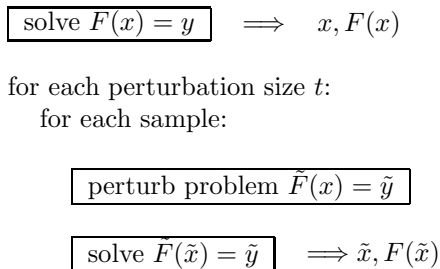 solve F(x) = y ⟹ x, F(x)
for each perturbation size t:
for each sample:
perturb problem F̃(x) = ỹ
solve F̃(x̃) = ỹ ⟹ x̃, F(x̃)